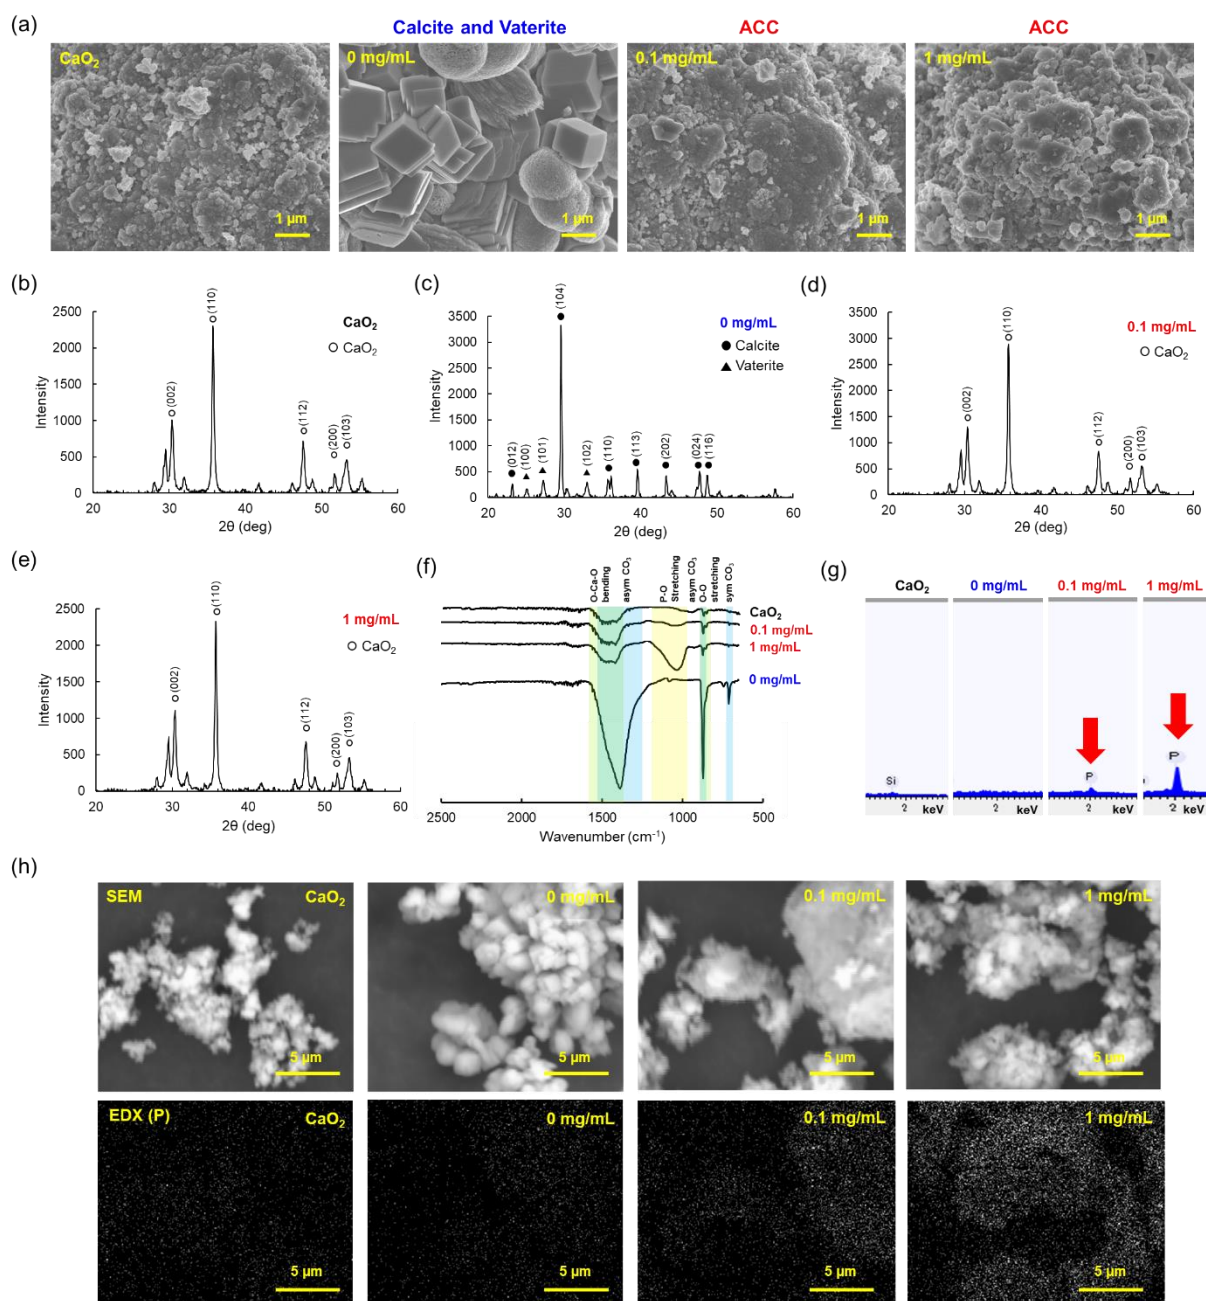 (a)
Calcite and Vaterite
ACC
ACC
CaO₂
0 mg/mL
0.1 mg/mL
1 mg/mL
1 μm
1 μm
1 μm
1 μm
(b)
2500
2000
1500
1000
500
0
Intensity
20
30
40
50
60
2θ (deg)
(002)
(110)
(112)
(200)
(103)
CaO₂
○ CaO₂
(c)
3500
3000
2500
2000
1500
1000
500
0
Intensity
20
30
40
50
60
2θ (deg)
(012)
(100)
(101)
(104)
(102)
(110)
(113)
(202)
(024)
(116)
0 mg/mL
● Calcite
▲ Vaterite
(d)
3500
3000
2500
2000
1500
1000
500
0
Intensity
20
30
40
50
60
2θ (deg)
(002)
(110)
(112)
(200)
(103)
0.1 mg/mL
○ CaO₂
(e)
2500
2000
1500
1000
500
0
Intensity
20
30
40
50
60
2θ (deg)
(002)
(110)
(112)
(200)
(103)
1 mg/mL
○ CaO₂
(f)
O-Ca-O
bending
asym CO₃
P-O
Stretching
asym CO₃
O-O
stretching
sym CO₃
CaO₂
0.1 mg/mL
1 mg/mL
0 mg/mL
2500
2000
1500
1000
500
Wavenumber (cm⁻¹)
(g)
CaO₂
0 mg/mL
0.1 mg/mL
1 mg/mL
Si
P
P
2
keV
2
keV
2
keV
2
keV
(h)
SEM
CaO₂
0 mg/mL
0.1 mg/mL
1 mg/mL
5 μm
5 μm
5 μm
5 μm
EDX (P)
CaO₂
0 mg/mL
0.1 mg/mL
1 mg/mL
5 μm
5 μm
5 μm
5 μm